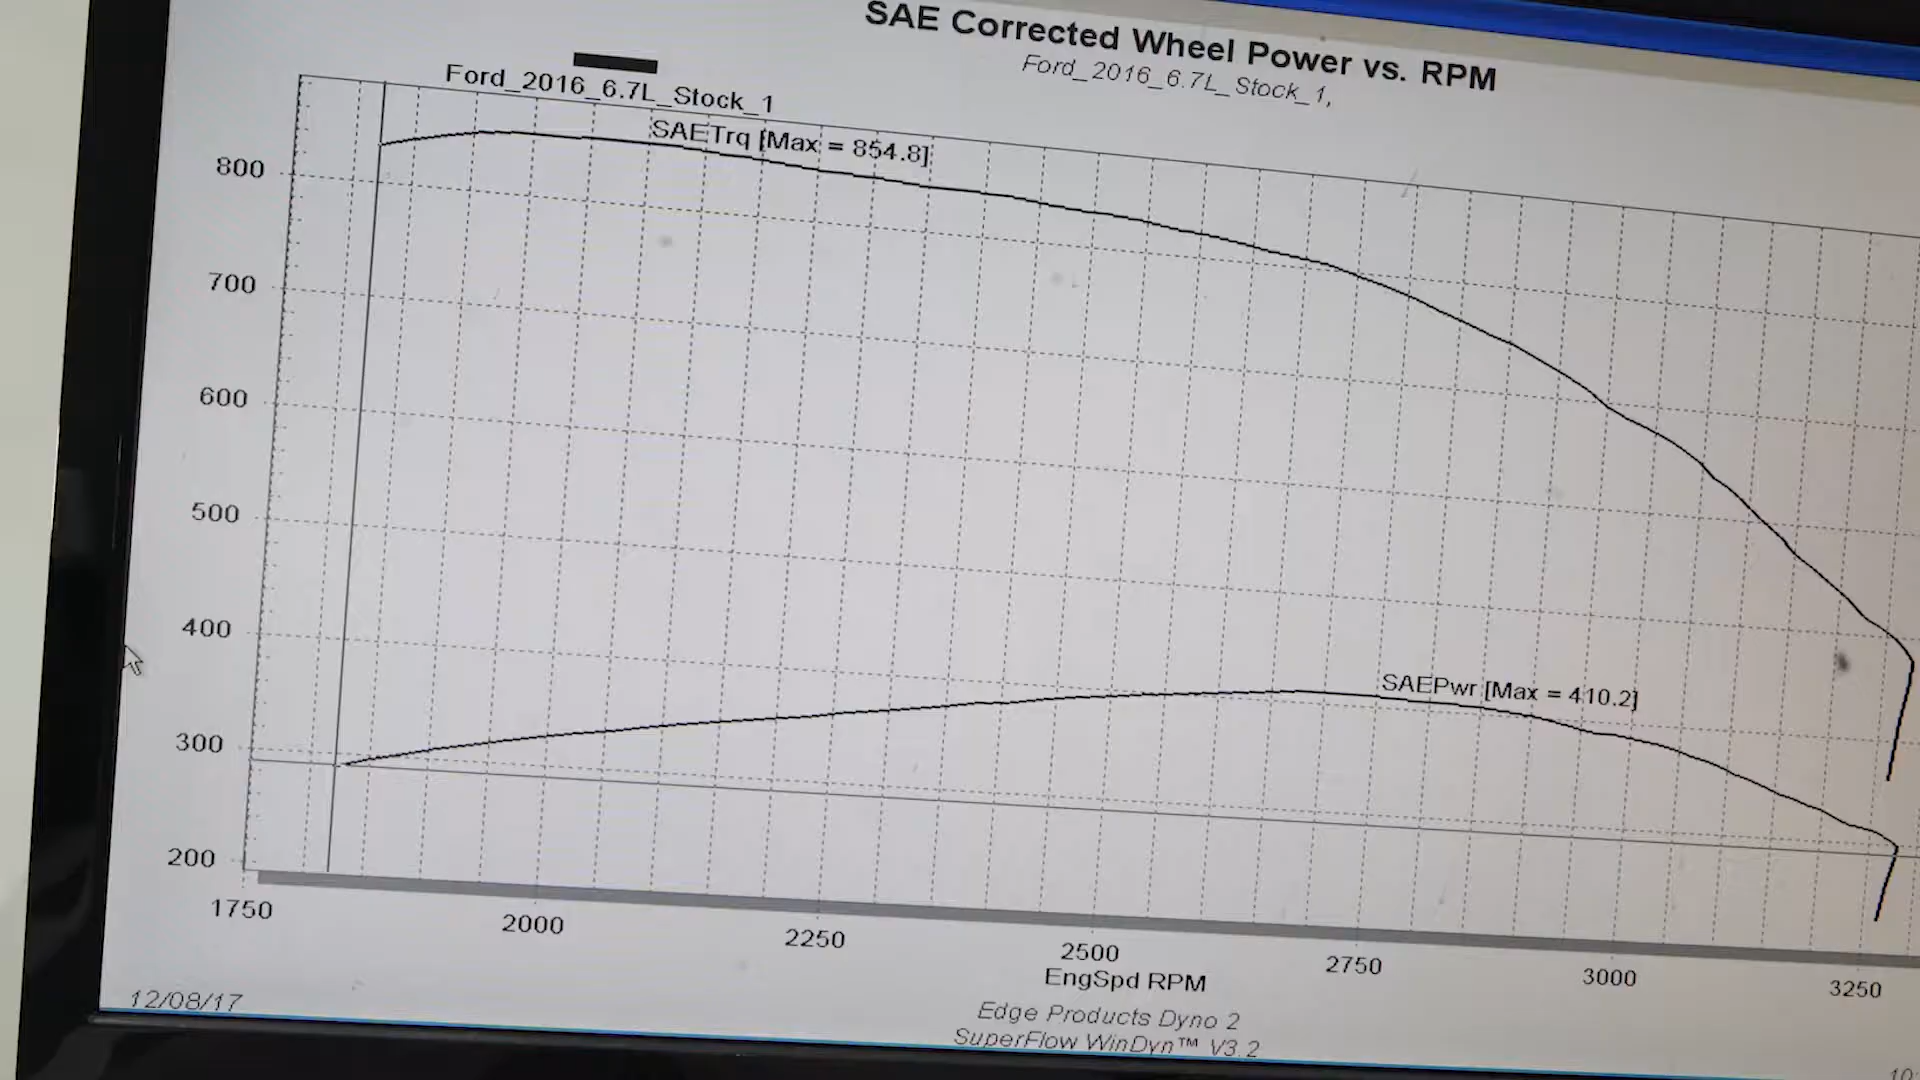 SAE Corrected Wheel Power vs. RPM
Ford_2016_6.7L_Stock_1,
Ford_2016_6.7L_Stock_1
SAETrq [Max = 854.8]
800
700
600
500
400
300
200
SAEPwr [Max = 410.2]
1750 2000 2250 2500 2750 3000 3250
EngSpd RPM
12/08/17
Edge Products Dyno 2
SuperFlow WinDyn™ V3.2